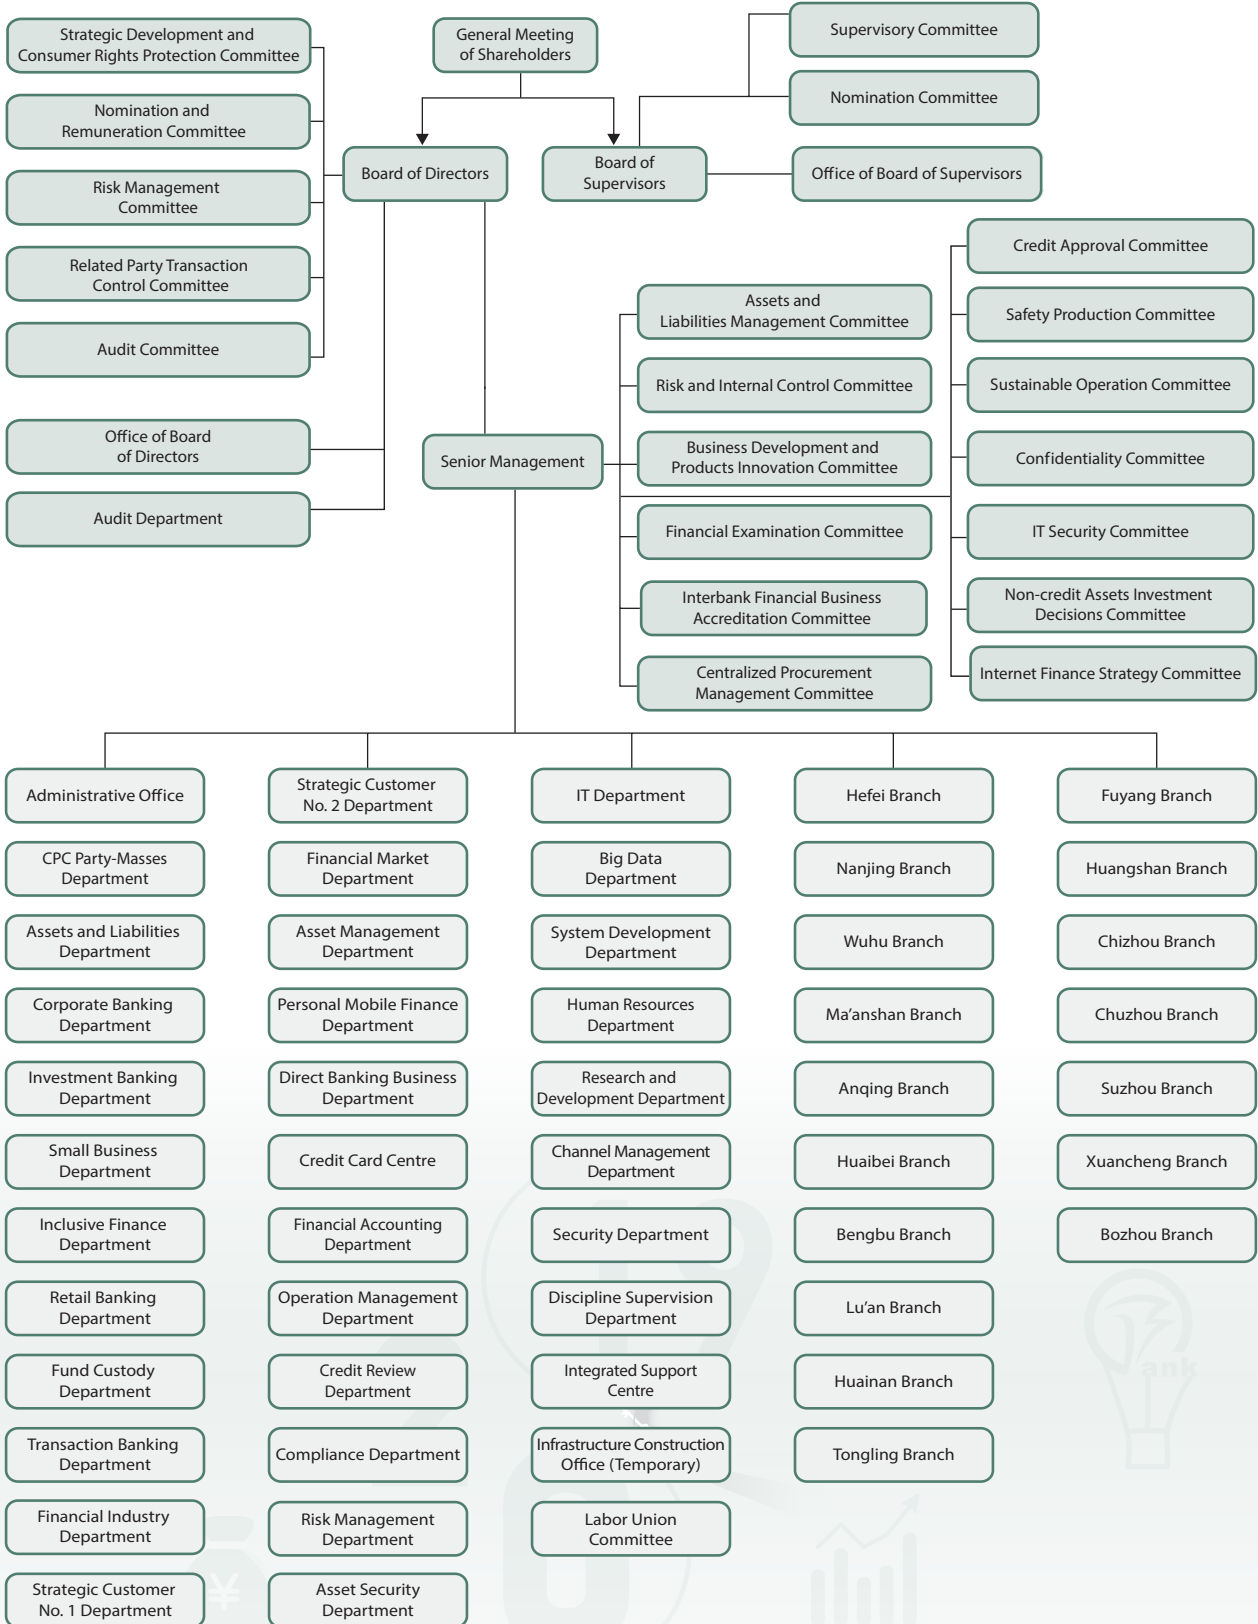 Strategic Development and
Consumer Rights Protection Committee
Nomination and
Remuneration Committee
Risk Management
Committee
Related Party Transaction
Control Committee
Audit Committee
Office of Board
of Directors
Audit Department
General Meeting
of Shareholders
Board of Directors
Board of
Supervisors
Supervisory Committee
Nomination Committee
Office of Board of Supervisors
Senior Management
Assets and
Liabilities Management Committee
Risk and Internal Control Committee
Business Development and
Products Innovation Committee
Financial Examination Committee
Interbank Financial Business
Accreditation Committee
Centralized Procurement
Management Committee
Credit Approval Committee
Safety Production Committee
Sustainable Operation Committee
Confidentiality Committee
IT Security Committee
Non-credit Assets Investment
Decisions Committee
Internet Finance Strategy Committee
Administrative Office
CPC Party-Masses
Department
Assets and Liabilities
Department
Corporate Banking
Department
Investment Banking
Department
Small Business
Department
Inclusive Finance
Department
Retail Banking
Department
Fund Custody
Department
Transaction Banking
Department
Financial Industry
Department
Strategic Customer
No. 1 Department
Strategic Customer
No. 2 Department
Financial Market
Department
Asset Management
Department
Personal Mobile Finance
Department
Direct Banking Business
Department
Credit Card Centre
Financial Accounting
Department
Operation Management
Department
Credit Review
Department
Compliance Department
Risk Management
Department
Asset Security
Department
IT Department
Big Data
Department
System Development
Department
Human Resources
Department
Research and
Development Department
Channel Management
Department
Security Department
Discipline Supervision
Department
Integrated Support
Centre
Infrastructure Construction
Office (Temporary)
Labor Union
Committee
Hefei Branch
Nanjing Branch
Wuhu Branch
Ma’anshan Branch
Anqing Branch
Huaibei Branch
Bengbu Branch
Lu’an Branch
Huainan Branch
Tongling Branch
Fuyang Branch
Huangshan Branch
Chizhou Branch
Chuzhou Branch
Suzhou Branch
Xuancheng Branch
Bozhou Branch
ank
¥